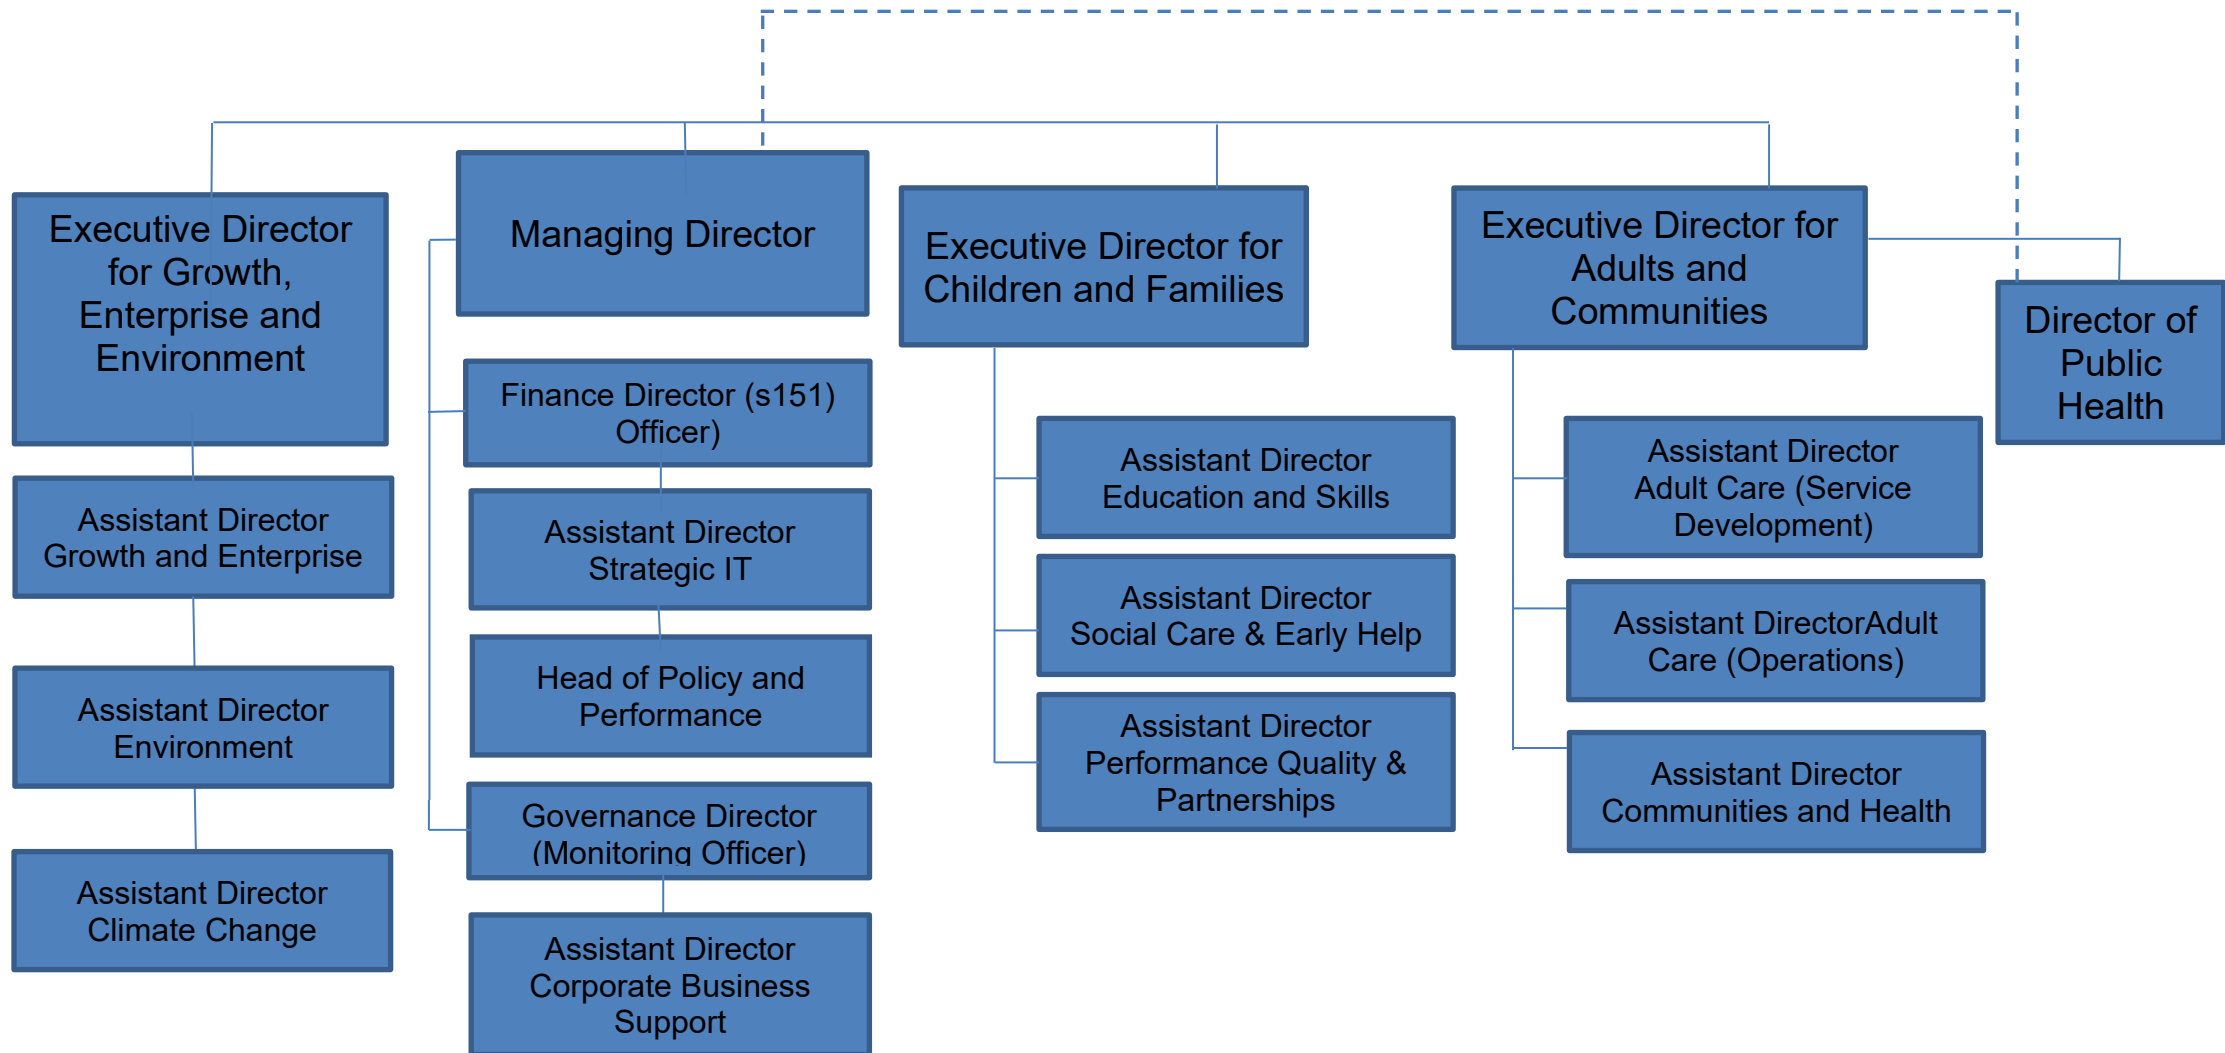 Executive Director
for Growth,
Enterprise and
Environment
Assistant Director
Growth and Enterprise
Assistant Director
Environment
Assistant Director
Climate Change
Managing Director
Finance Director (s151)
Officer)
Assistant Director
Strategic IT
Head of Policy and
Performance
Governance Director
(Monitoring Officer)
Assistant Director
Corporate Business
Support
Executive Director for
Children and Families
Assistant Director
Education and Skills
Assistant Director
Social Care & Early Help
Assistant Director
Performance Quality &
Partnerships
Executive Director for
Adults and
Communities
Assistant Director
Adult Care (Service
Development)
Assistant DirectorAdult
Care (Operations)
Assistant Director
Communities and Health
Director of
Public
Health